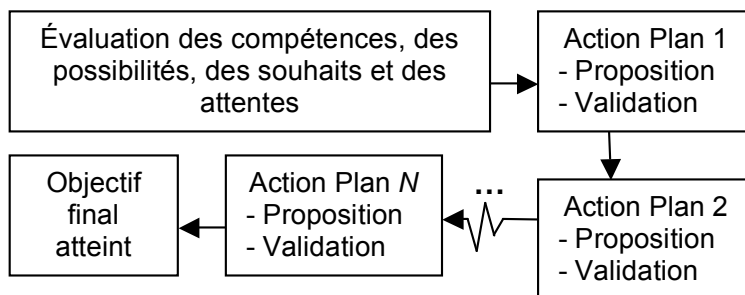 Évaluation des compétences, des
possibilités, des souhaits et des
attentes
Action Plan 1
- Proposition
- Validation
Action Plan 2
- Proposition
- Validation
...
Action Plan N
- Proposition
- Validation
Objectif
final
atteint